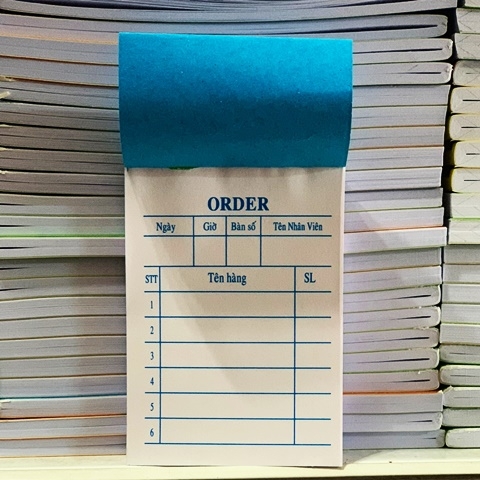 ORDER
Ngày Giờ Bàn số Tên Nhân Viên
STT Tên hàng SL
1
2
3
4
5
6